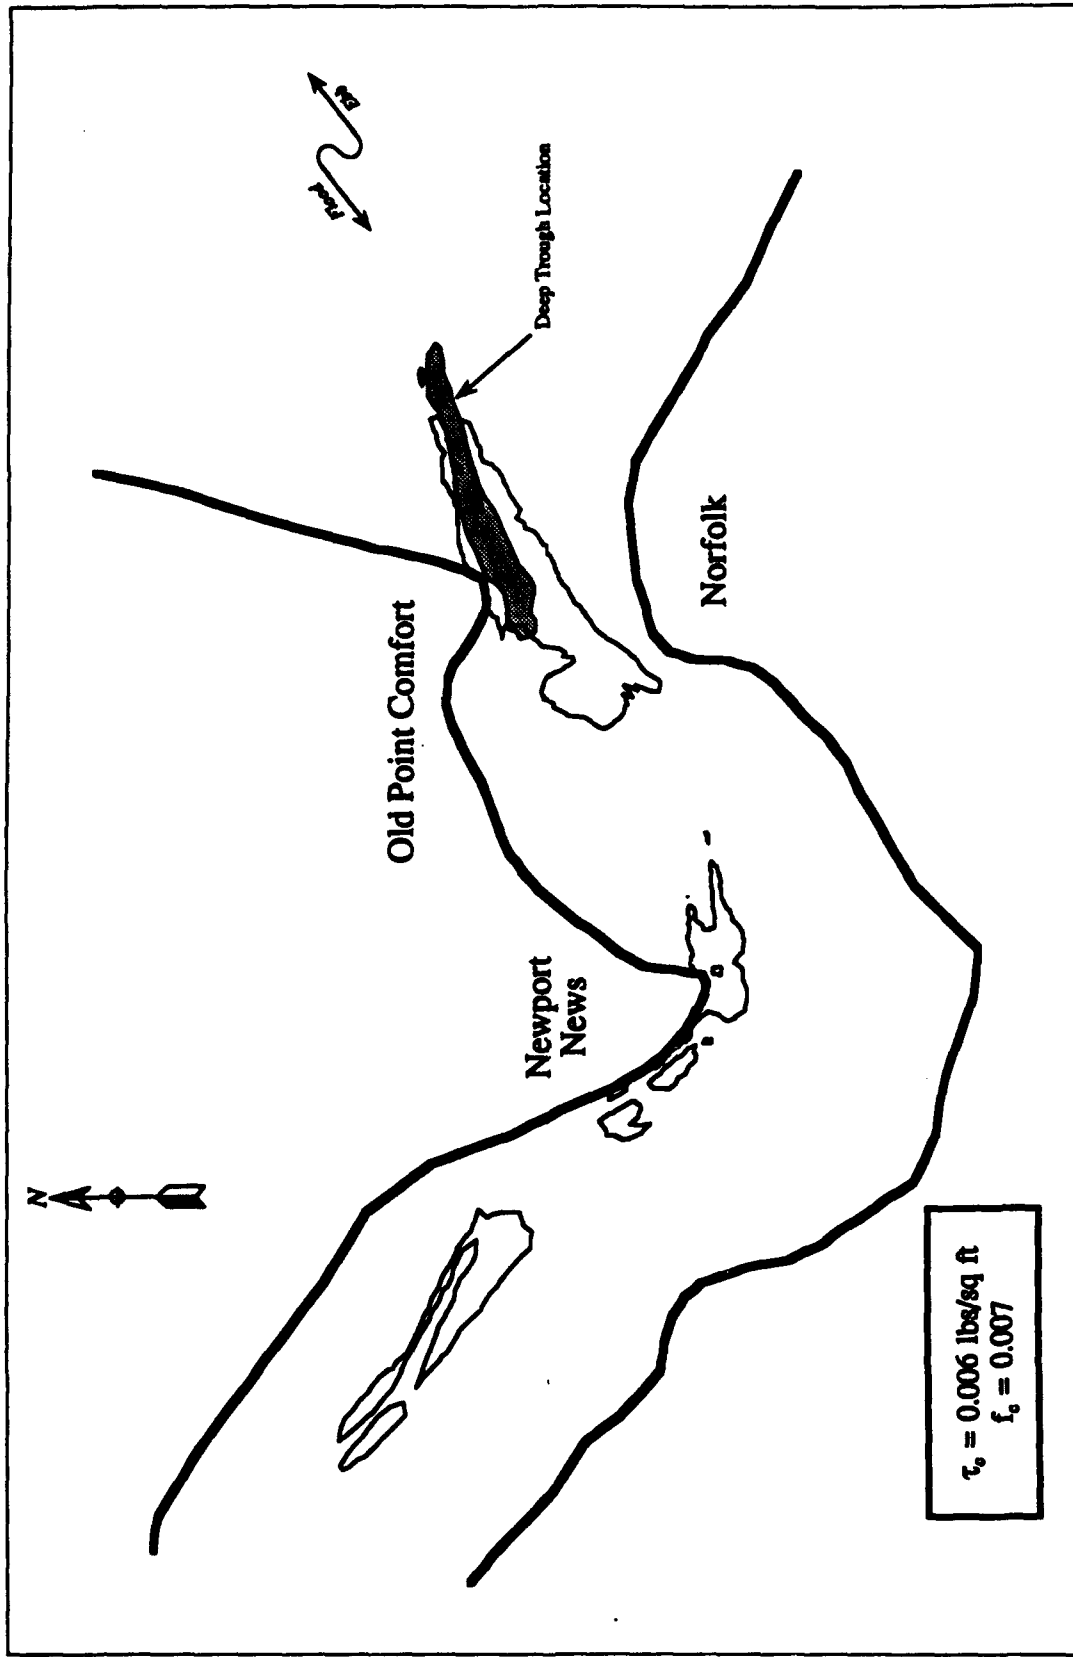 N
Flood
Ebb
Deep Trough Location
Old Point Comfort
Norfolk
Newport
News
τₒ = 0.006 lbs/sq ft
fₑ = 0.007